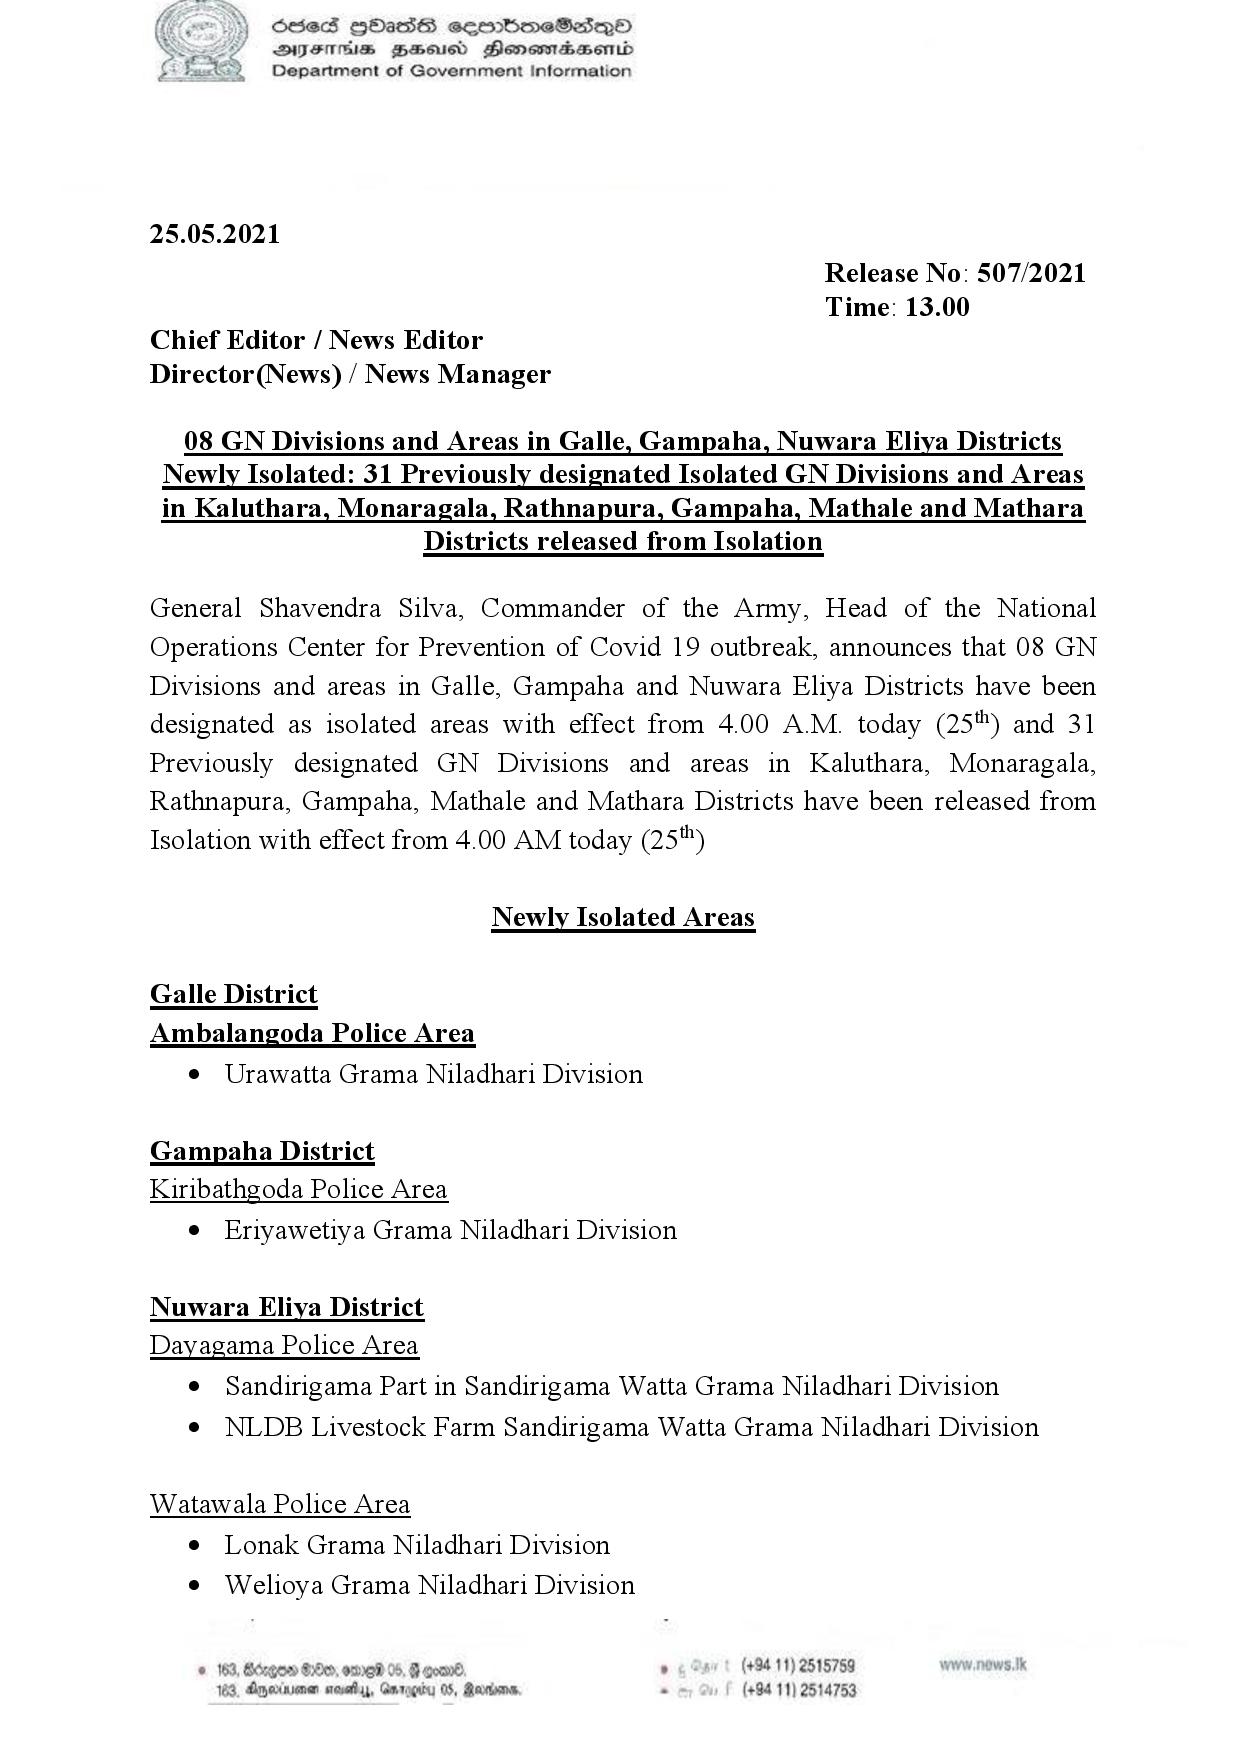 රජයේ ප්‍රවෘත්ති දෙපාර්තමේන්තුව
அரசாங்க தகவல் திணைக்களம்
Department of Government Information
25.05.2021
Release No: 507/2021
Time: 13.00
Chief Editor / News Editor
Director(News) / News Manager
08 GN Divisions and Areas in Galle, Gampaha, Nuwara Eliya Districts
Newly Isolated: 31 Previously designated Isolated GN Divisions and Areas
in Kaluthara, Monaragala, Rathnapura, Gampaha, Mathale and Mathara
Districts released from Isolation
General Shavendra Silva, Commander of the Army, Head of the National
Operations Center for Prevention of Covid 19 outbreak, announces that 08 GN
Divisions and areas in Galle, Gampaha and Nuwara Eliya Districts have been
designated as isolated areas with effect from 4.00 A.M. today (25th) and 31
Previously designated GN Divisions and areas in Kaluthara, Monaragala,
Rathnapura, Gampaha, Mathale and Mathara Districts have been released from
Isolation with effect from 4.00 AM today (25th)
Newly Isolated Areas
Galle District
Ambalangoda Police Area
• Urawatta Grama Niladhari Division
Gampaha District
Kiribathgoda Police Area
• Eriyawetiya Grama Niladhari Division
Nuwara Eliya District
Dayagama Police Area
• Sandirigama Part in Sandirigama Watta Grama Niladhari Division
• NLDB Livestock Farm Sandirigama Watta Grama Niladhari Division
Watawala Police Area
• Lonak Grama Niladhari Division
• Welioya Grama Niladhari Division
163, කිරුලපන මාවත, කොළඹ 05, ශ්‍රී ලංකාව.
163, கிருலப்பனை எவனியூ, கொழும்பு 05, இலங்கை.
(+94 11) 2515759
(+94 11) 2514753
www.news.lk